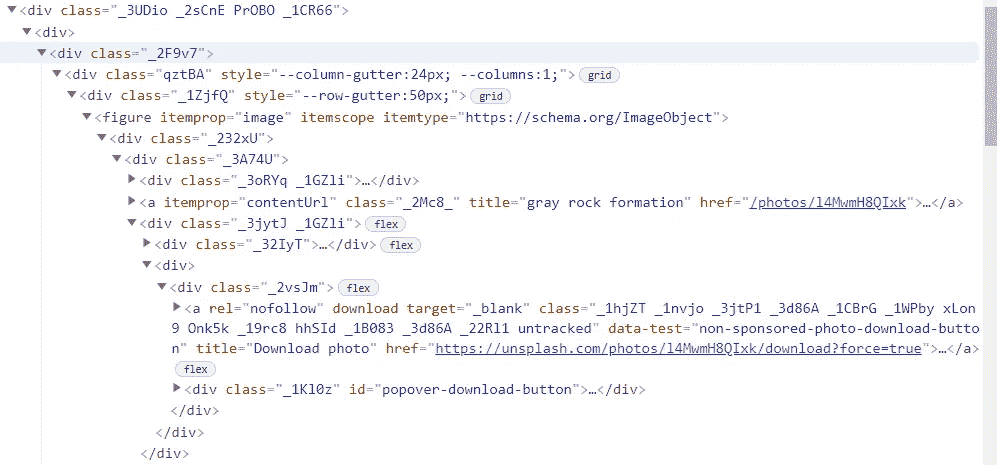 <div class="_3UDio _2sCnE PrOBO _1CR66">
<div>
<div class="_2F9v7">
<div class="qztBA" style="--column-gutter:24px; --columns:1;"> grid
<div class="_1ZjfQ" style="--row-gutter:50px;"> grid
<figure itemprop="image" itemscope itemtype="https://schema.org/ImageObject">
<div class="_232xU">
<div class="_3A74U">
<div class="_3oRYq _1GZli">…</div>
<a itemprop="contentUrl" class="_2Mc8_" title="gray rock formation" href="/photos/l4MwmH8QIxk">…</a>
<div class="_3jytJ _1GZli"> flex
<div class="_32IyT">…</div> flex
<div>
<div class="_2vsJm"> flex
<a rel="nofollow" download target="_blank" class="_1hjZT _1nvjo _3jtP1 _3d86A _1CBrG _1WPby xLon
9 Onk5k _19rc8 hhSId _1B083 _3d86A _22Rl1 untracked" data-test="non-sponsored-photo-download-butto
n" title="Download photo" href="https://unsplash.com/photos/l4MwmH8QIxk/download?force=true">…</a>
flex
<div class="_1Kl0z" id="popover-download-button">…</div>
</div>
</div>
</div>